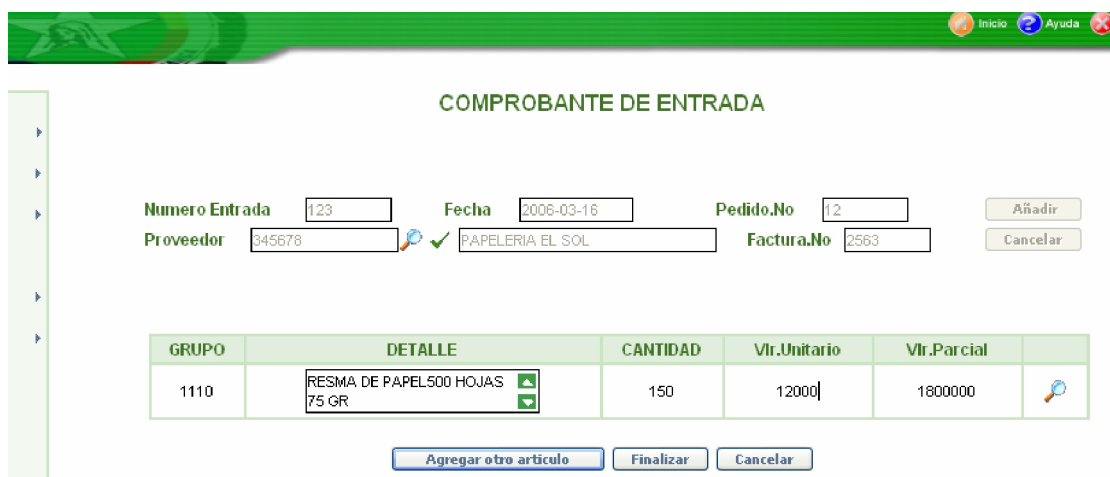 Inicio Ayuda
COMPROBANTE DE ENTRADA
Numero Entrada 123 Fecha 2006-03-16 Pedido.No 12 Añadir
Proveedor 345678 PAPELERIA EL SOL Factura.No 2563 Cancelar
GRUPO DETALLE CANTIDAD Vlr.Unitario Vlr.Parcial
1110 RESMA DE PAPEL500 HOJAS 150 12000 1800000
75 GR
Agregar otro articulo Finalizar Cancelar